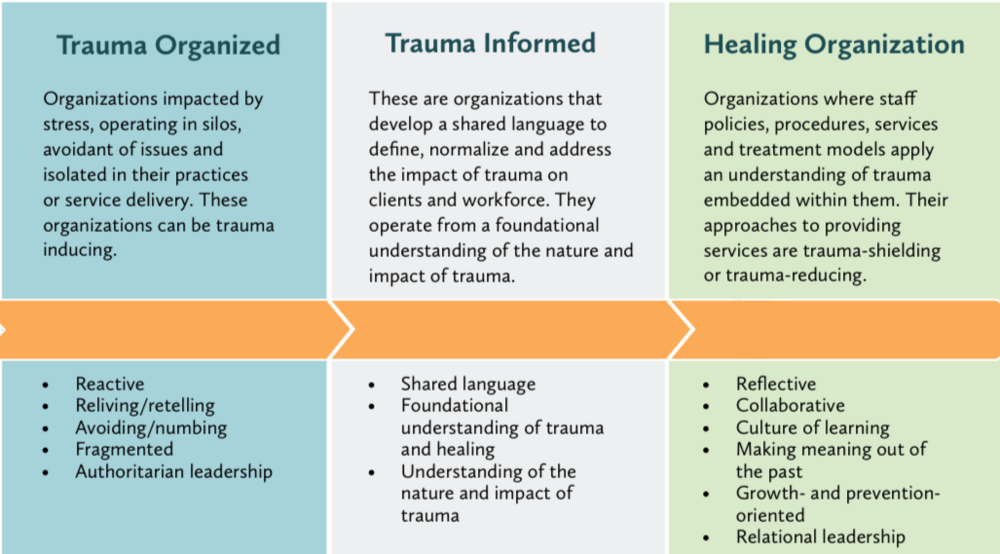 Trauma Organized
Organizations impacted by
stress, operating in silos,
avoidant of issues and
isolated in their practices
or service delivery. These
organizations can be trauma
inducing.
• Reactive
• Reliving/retelling
• Avoiding/numbing
• Fragmented
• Authoritarian leadership
Trauma Informed
These are organizations that
develop a shared language to
define, normalize and address
the impact of trauma on
clients and workforce. They
operate from a foundational
understanding of the nature and
impact of trauma.
• Shared language
• Foundational
understanding of trauma
and healing
• Understanding of the
nature and impact of
trauma
Healing Organization
Organizations where staff
policies, procedures, services
and treatment models apply
an understanding of trauma
embedded within them. Their
approaches to providing
services are trauma-shielding
or trauma-reducing.
• Reflective
• Collaborative
• Culture of learning
• Making meaning out of
the past
• Growth- and prevention-
oriented
• Relational leadership